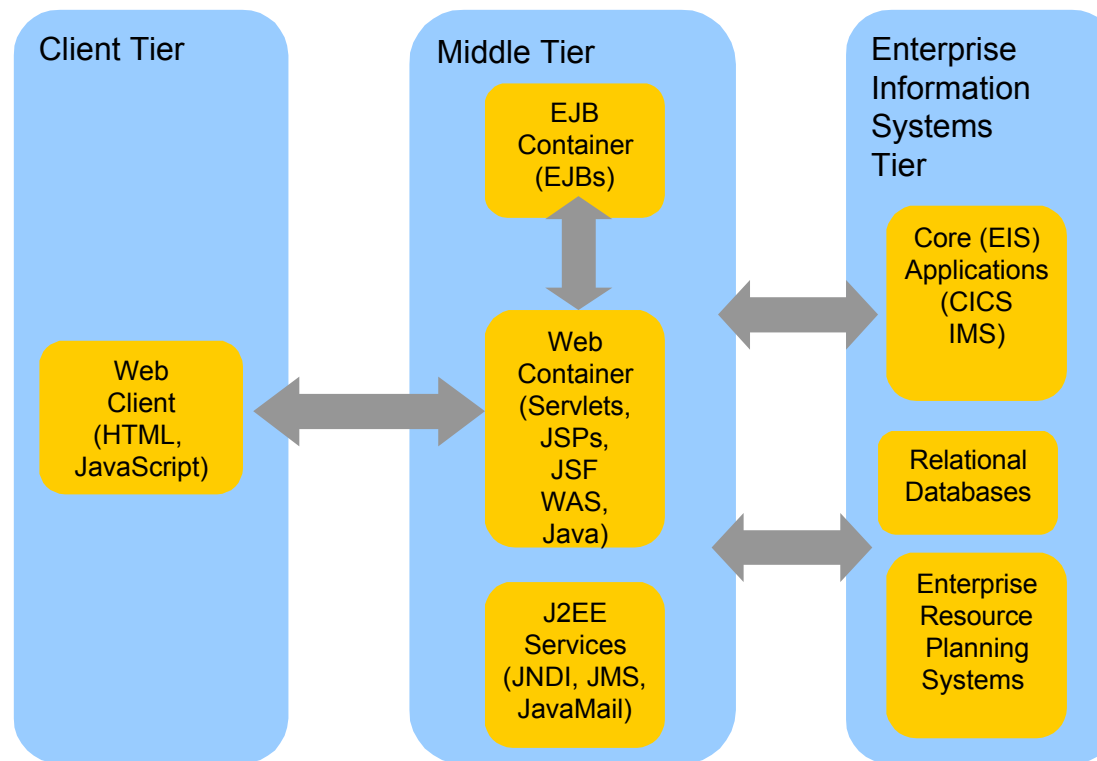 Client Tier
Web
Client
(HTML,
JavaScript)
Middle Tier
EJB
Container
(EJBs)
Web
Container
(Servlets,
JSPs,
JSF
WAS,
Java)
J2EE
Services
(JNDI, JMS,
JavaMail)
Enterprise
Information
Systems
Tier
Core (EIS)
Applications
(CICS
IMS)
Relational
Databases
Enterprise
Resource
Planning
Systems